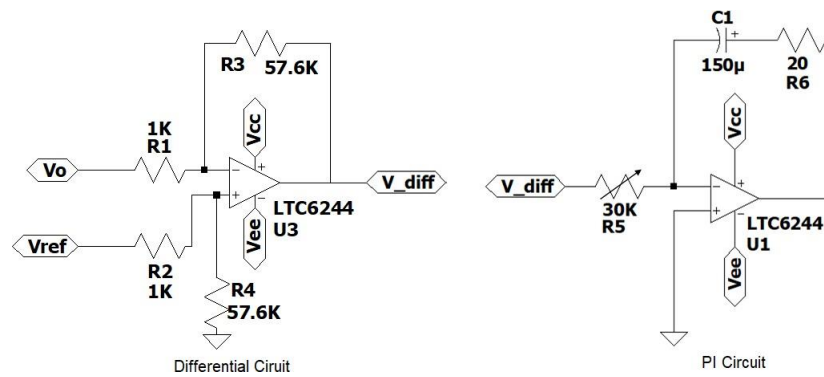 R3
57.6K
1K
R1
Vo
Vcc
V_diff
LTC6244
U3
Vee
Vref
R2
1K
R4
57.6K
Differential Ciruit
C1
150µ
20
R6
Vcc
V_diff
30K
R5
LTC6244
U1
Vee
PI Circuit